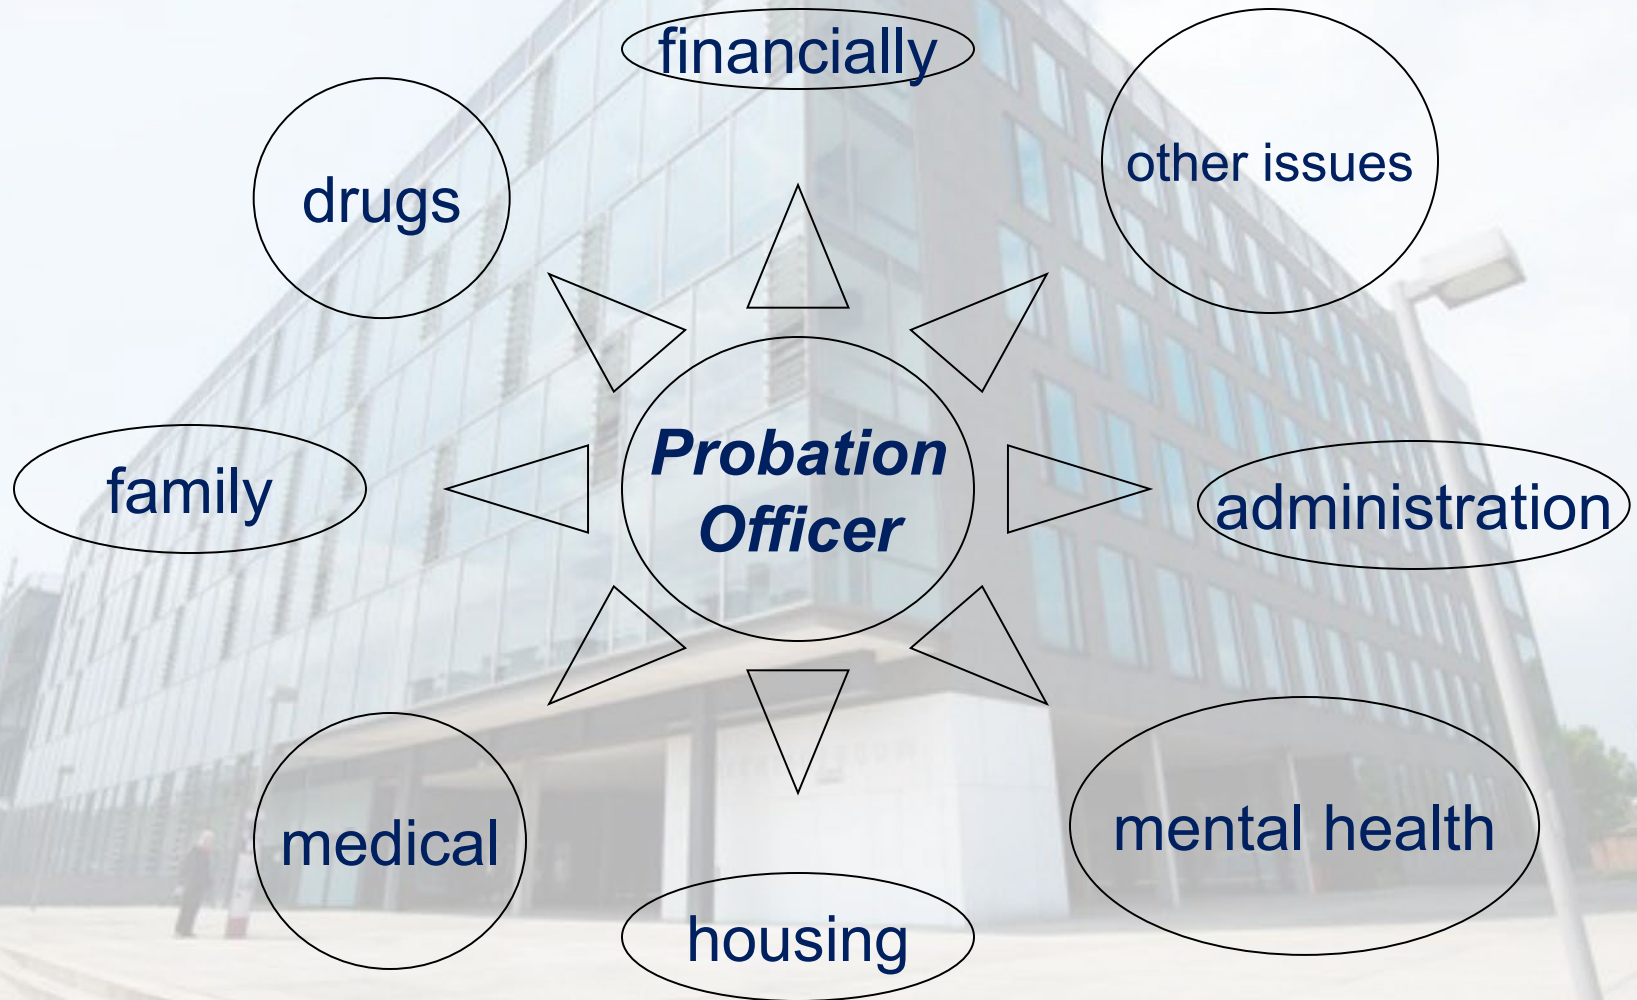 financially
drugs
other issues
Probation
Officer
family
administration
medical
mental health
housing